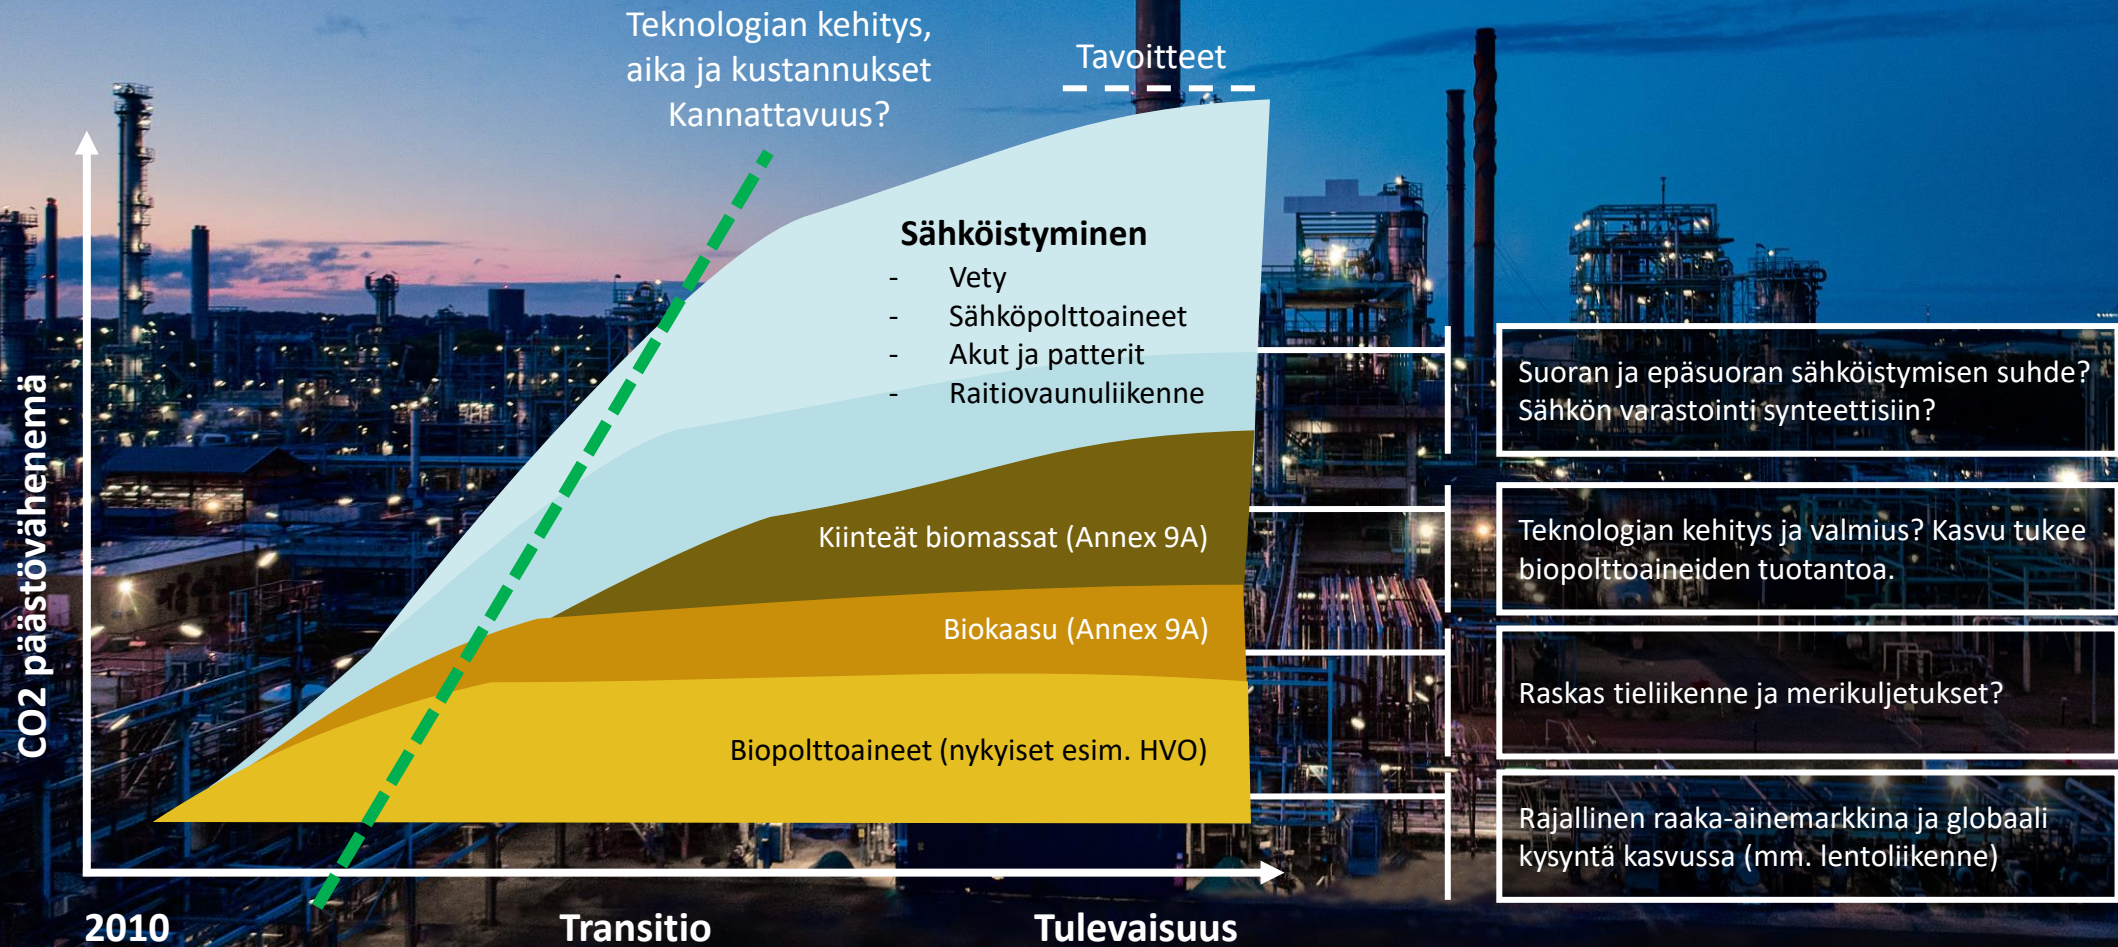 Teknologian kehitys,
aika ja kustannukset
Kannattavuus?
Tavoitteet
CO2 päästövähenemä
Sähköistyminen
- Vety
- Sähköpolttoaineet
- Akut ja patterit
- Raitiovaunuliikenne
Kiinteät biomassat (Annex 9A)
Biokaasu (Annex 9A)
Biopolttoaineet (nykyiset esim. HVO)
Suoran ja epäsuoran sähköistymisen suhde?
Sähkön varastointi synteettisiin?
Teknologian kehitys ja valmius? Kasvu tukee
biopolttoaineiden tuotantoa.
Raskas tieliikenne ja merikuljetukset?
Rajallinen raaka-ainemarkkina ja globaali
kysyntä kasvussa (mm. lentoliikenne)
2010
Transitio
Tulevaisuus